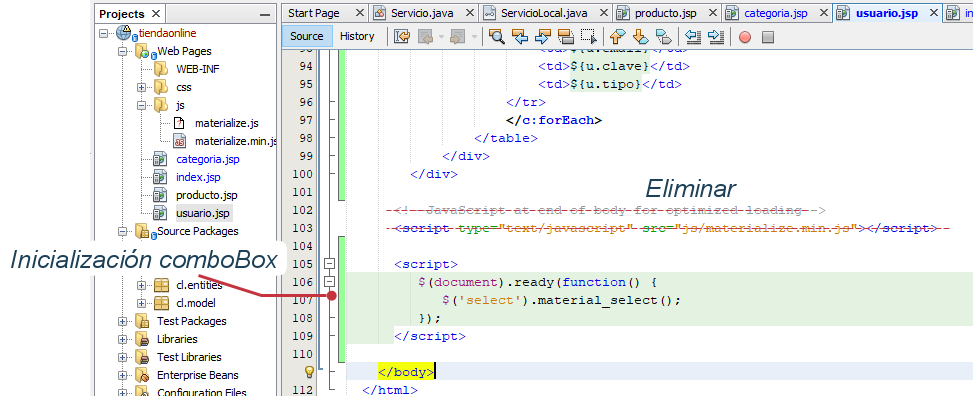 Projects
Start Page
Servicio.java
ServicioLocal.java
producto.jsp
categoria.jsp
usuario.jsp
in
Source
History
tiendaonline
Web Pages
WEB-INF
css
js
materialize.js
materialize.min.js
categoria.jsp
index.jsp
producto.jsp
usuario.jsp
Source Packages
cl.entities
cl.model
Test Packages
Libraries
Test Libraries
Enterprise Beans
Configuration Files
Inicialización comboBox
Eliminar
93 <td>${u.email}</td>
94 <td>${u.clave}</td>
95 <td>${u.tipo}</td>
96 </tr>
97 </c:forEach>
98 </table>
99 </div>
100 </div>
101
102 <!-- JavaScript at end of body for optimized loading-->
103 <script type="text/javascript" src="js/materialize.min.js"></script>
104
105 <script>
106 $(document).ready(function() {
107 $('select').material_select();
108 });
109 </script>
110
</body>
112 </html>